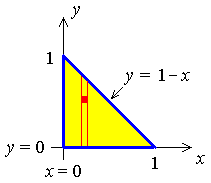 y
1
y = 1 − x
y = 0
x
x = 0
1